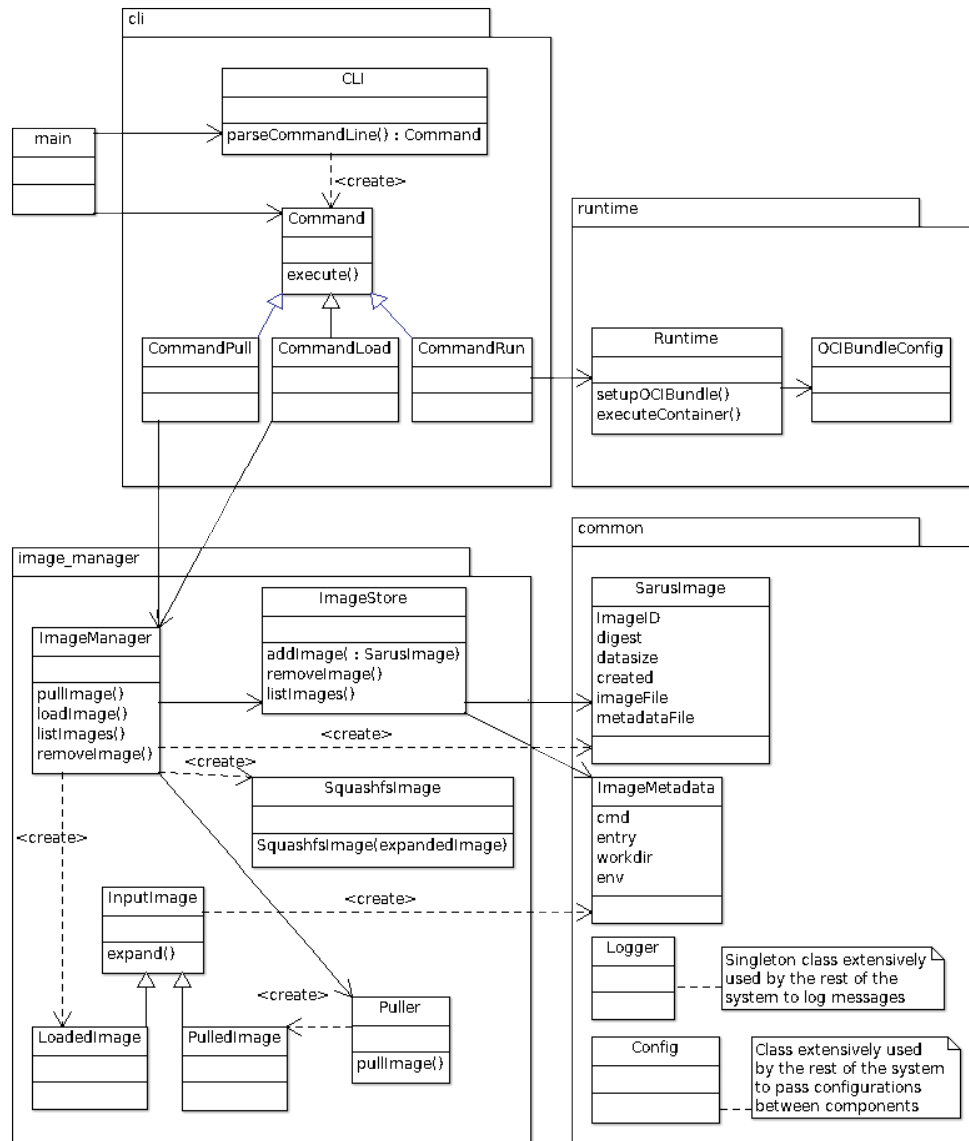 cli
CLI
parseCommandLine() : Command
main
<create>
Command
execute()
CommandPull
CommandLoad
CommandRun
runtime
Runtime
setupOCIBundle()
executeContainer()
OCIBundleConfig
image_manager
ImageManager
pullImage()
loadImage()
listImages()
removeImage()
ImageStore
addImage( : SarusImage)
removeImage()
listImages()
<create>
<create>
SquashfsImage
SquashfsImage(expandedImage)
<create>
InputImage
expand()
<create>
<create>
LoadedImage
PulledImage
Puller
pullImage()
common
SarusImage
ImageID
digest
datasize
created
imageFile
metadataFile
ImageMetadata
cmd
entry
workdir
env
Logger
Singleton class extensively
used by the rest of the
system to log messages
Config
Class extensively used
by the rest of the system
to pass configurations
between components